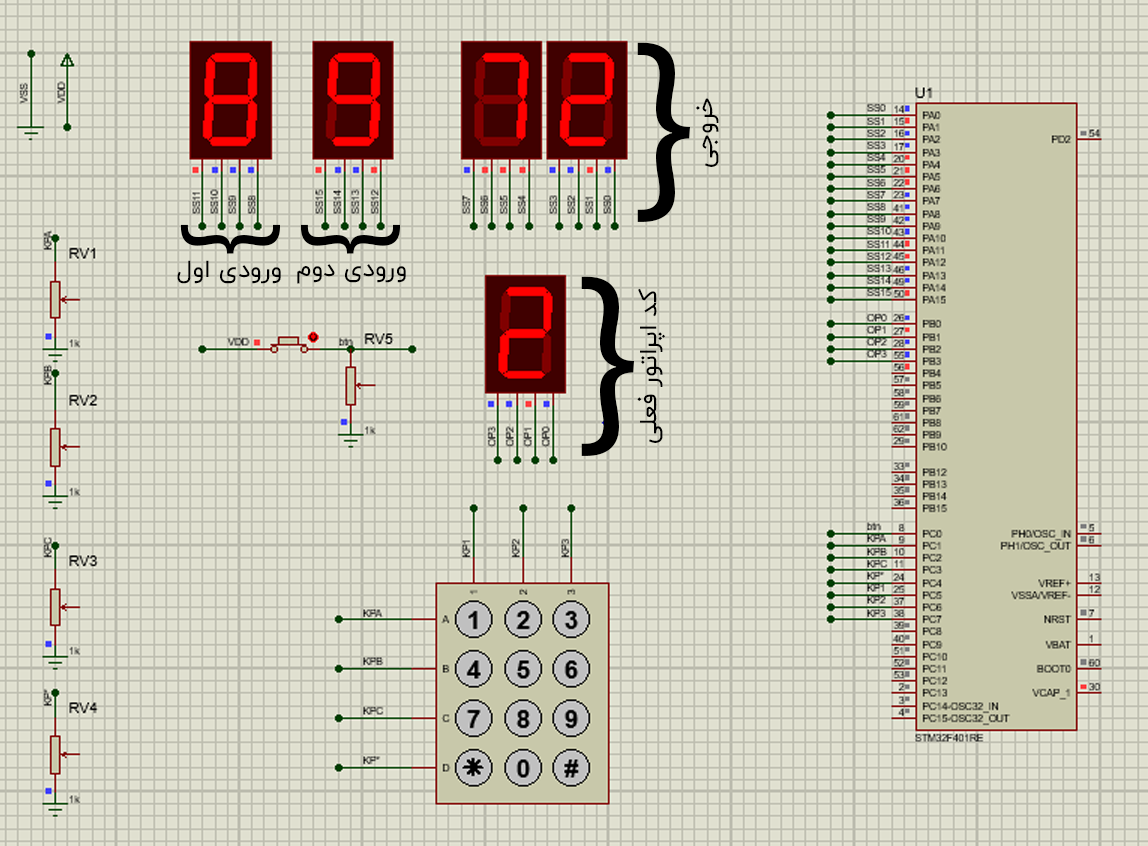 VSS
VDD
8
9
7
2
SS11
SS10
SS9
SS8
SS15
SS14
SS13
SS12
SS7
SS6
SS5
SS4
SS3
SS2
SS1
SS0
خروجی
ورودی اول
ورودی دوم
KPA
RV1
1k
KPB
RV2
1k
KPC
RV3
1k
KP*
RV4
1k
VDD
btn
RV5
1k
2
OP3
OP2
OP1
OP0
کد اپراتور فعلی
KP1
KP2
KP3
1
2
3
KPA
A
1
2
3
KPB
B
4
5
6
KPC
C
7
8
9
KP*
D
*
0
#
U1
SS0 14 PA0
SS1 15 PA1
SS2 16 PA2
SS3 17 PA3
SS4 20 PA4
SS5 21 PA5
SS6 22 PA6
SS7 23 PA7
SS8 41 PA8
SS9 42 PA9
SS10 43 PA10
SS11 44 PA11
SS12 45 PA12
SS13 46 PA13
SS14 49 PA14
SS15 50 PA15
OP0 26 PB0
OP1 27 PB1
OP2 28 PB2
OP3 55 PB3
56 PB4
57 PB5
58 PB6
59 PB7
61 PB8
62 PB9
29 PB10
33 PB12
34 PB13
35 PB14
36 PB15
btn 8 PC0
KPA 9 PC1
KPB 10 PC2
KPC 11 PC3
KP* 24 PC4
KP1 25 PC5
KP2 37 PC6
KP3 38 PC7
39 PC8
40 PC9
51 PC10
52 PC11
53 PC12
2 PC13
3 PC14-OSC32_IN
4 PC15-OSC32_OUT
PD2 54
PH0/OSC_IN 5
PH1/OSC_OUT 6
VREF+ 13
VSSA/VREF- 12
NRST 7
VBAT 1
BOOT0 60
VCAP_1 30
STM32F401RE